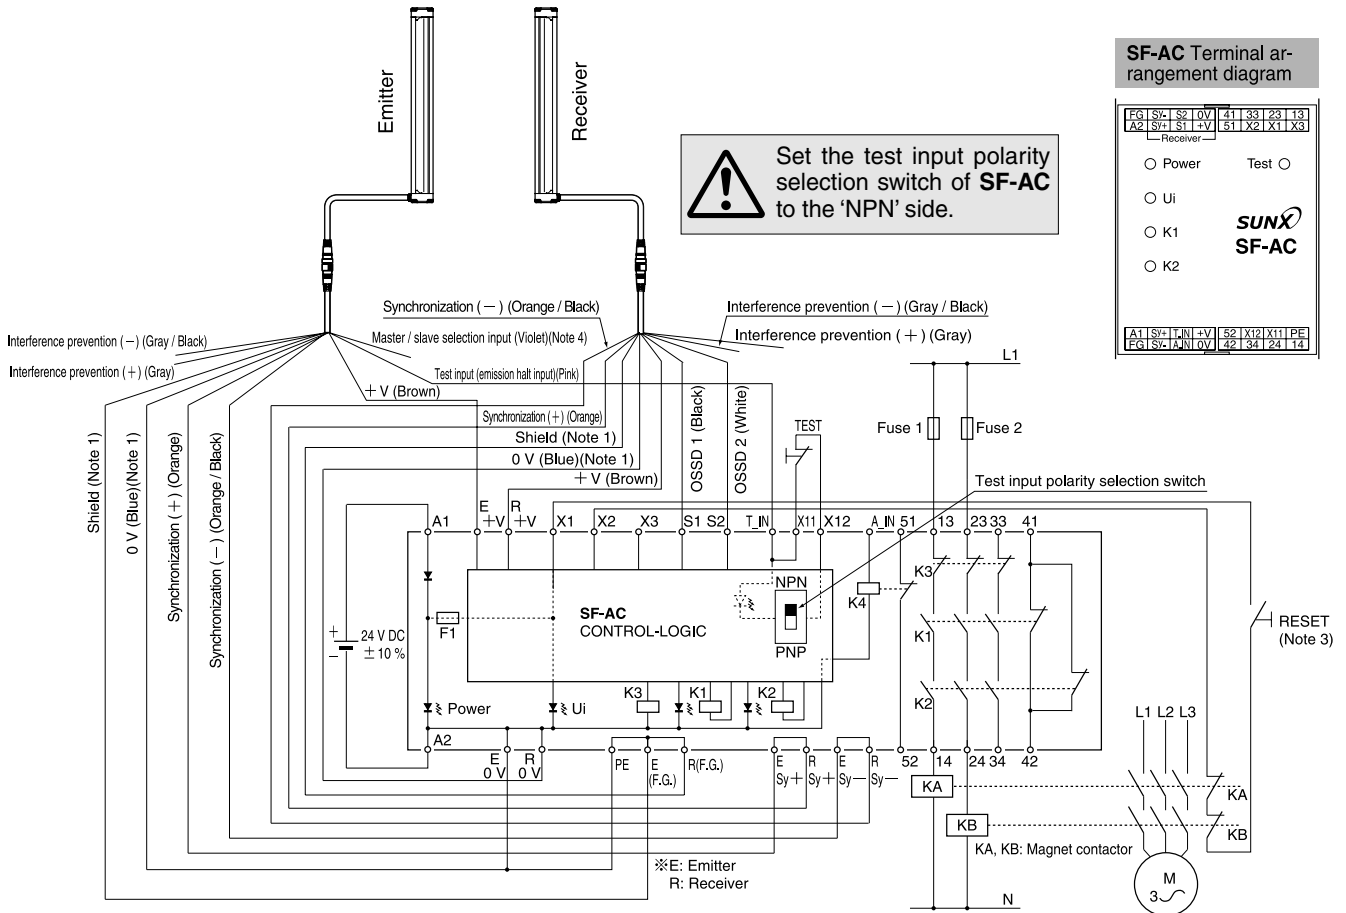 Emitter
Receiver
SF-AC Terminal ar-
rangement diagram
FG Sy- S2 0V 41 33 23 13
A2 Sy+ S1 +V 51 X2 X1 X3
Receiver
Power
Test
Ui
K1
K2
SUNX
SF-AC
A1 Sy+ T_IN +V 52 X12 X11 PE
FG Sy- A_IN 0V 42 34 24 14
Set the test input polarity
selection switch of SF-AC
to the ‘NPN’ side.
Synchronization (－) (Orange / Black)
Interference prevention (－) (Gray / Black)
Interference prevention (－) (Gray / Black)
Master / slave selection input (Violet)(Note 4)
Interference prevention (＋) (Gray)
Interference prevention (＋) (Gray)
Test input (emission halt input)(Pink)
＋V (Brown)
Synchronization (＋) (Orange)
Shield (Note 1)
0 V (Blue)(Note 1)
＋V (Brown)
Shield (Note 1)
0 V (Blue)(Note 1)
Synchronization (＋) (Orange)
Synchronization (－) (Orange / Black)
OSSD 1 (Black)
OSSD 2 (White)
TEST
L1
Fuse 1
Fuse 2
Test input polarity selection switch
A1
E
+V
R
+V
X1
X2
X3
S1
S2
T_IN
X11
X12
A_IN
51
13
23
33
41
NPN
PNP
SF-AC
CONTROL-LOGIC
F1
+
−
24 V DC
±10 %
K3
K4
K1
K2
RESET
(Note 3)
Power
Ui
K3
K1
K2
A2
E
0 V
R
0 V
PE
E
(F.G.)
R(F.G.)
E
Sy＋
R
Sy＋
E
Sy－
R
Sy－
52
14
24
34
42
L1 L2 L3
KA
KB
KA
KB
KA, KB: Magnet contactor
M
3
N
※E: Emitter
R: Receiver